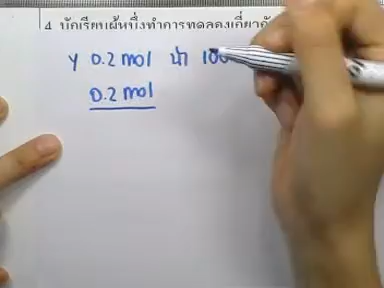 4. นักเรียนผู้หนึ่งทำการทดลองเกี่ยวกั
y 0.2 mol น้ำ 100
0.2 mol